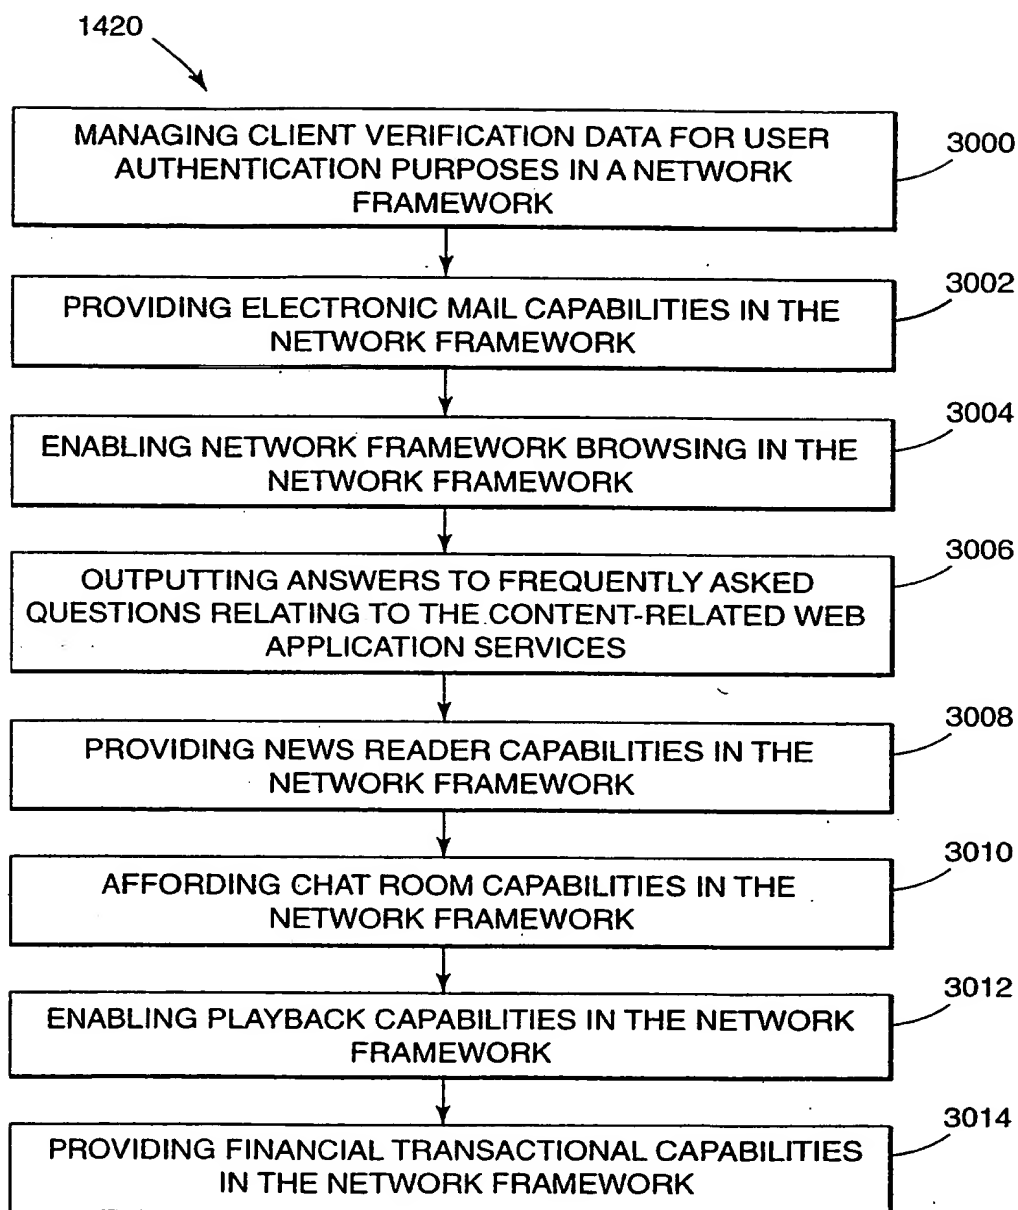 1420
MANAGING CLIENT VERIFICATION DATA FOR USER
AUTHENTICATION PURPOSES IN A NETWORK
FRAMEWORK
3000
PROVIDING ELECTRONIC MAIL CAPABILITIES IN THE
NETWORK FRAMEWORK
3002
ENABLING NETWORK FRAMEWORK BROWSING IN THE
NETWORK FRAMEWORK
3004
OUTPUTTING ANSWERS TO FREQUENTLY ASKED
QUESTIONS RELATING TO THE CONTENT-RELATED WEB
APPLICATION SERVICES
3006
PROVIDING NEWS READER CAPABILITIES IN THE
NETWORK FRAMEWORK
3008
AFFORDING CHAT ROOM CAPABILITIES IN THE
NETWORK FRAMEWORK
3010
ENABLING PLAYBACK CAPABILITIES IN THE NETWORK
FRAMEWORK
3012
PROVIDING FINANCIAL TRANSACTIONAL CAPABILITIES
IN THE NETWORK FRAMEWORK
3014